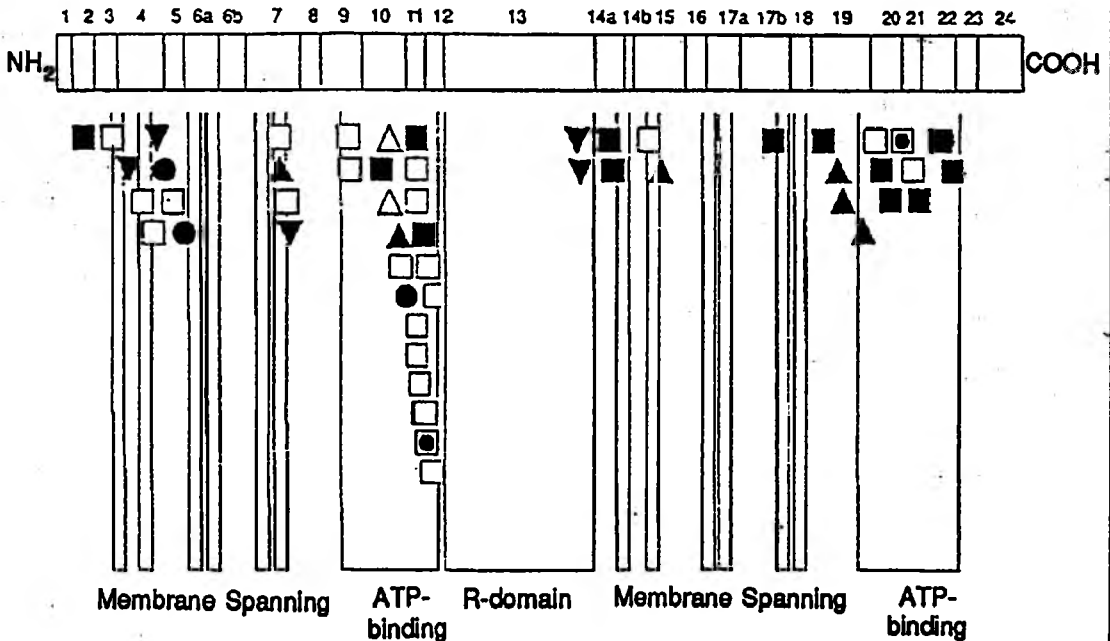 1 2 3 4 5 6a 6b 7 8 9 10 11 12 13 14a 14b 15 16 17a 17b 18 19 20 21 22 23 24
NH2 COOH
Membrane Spanning ATP-binding R-domain Membrane Spanning ATP-binding